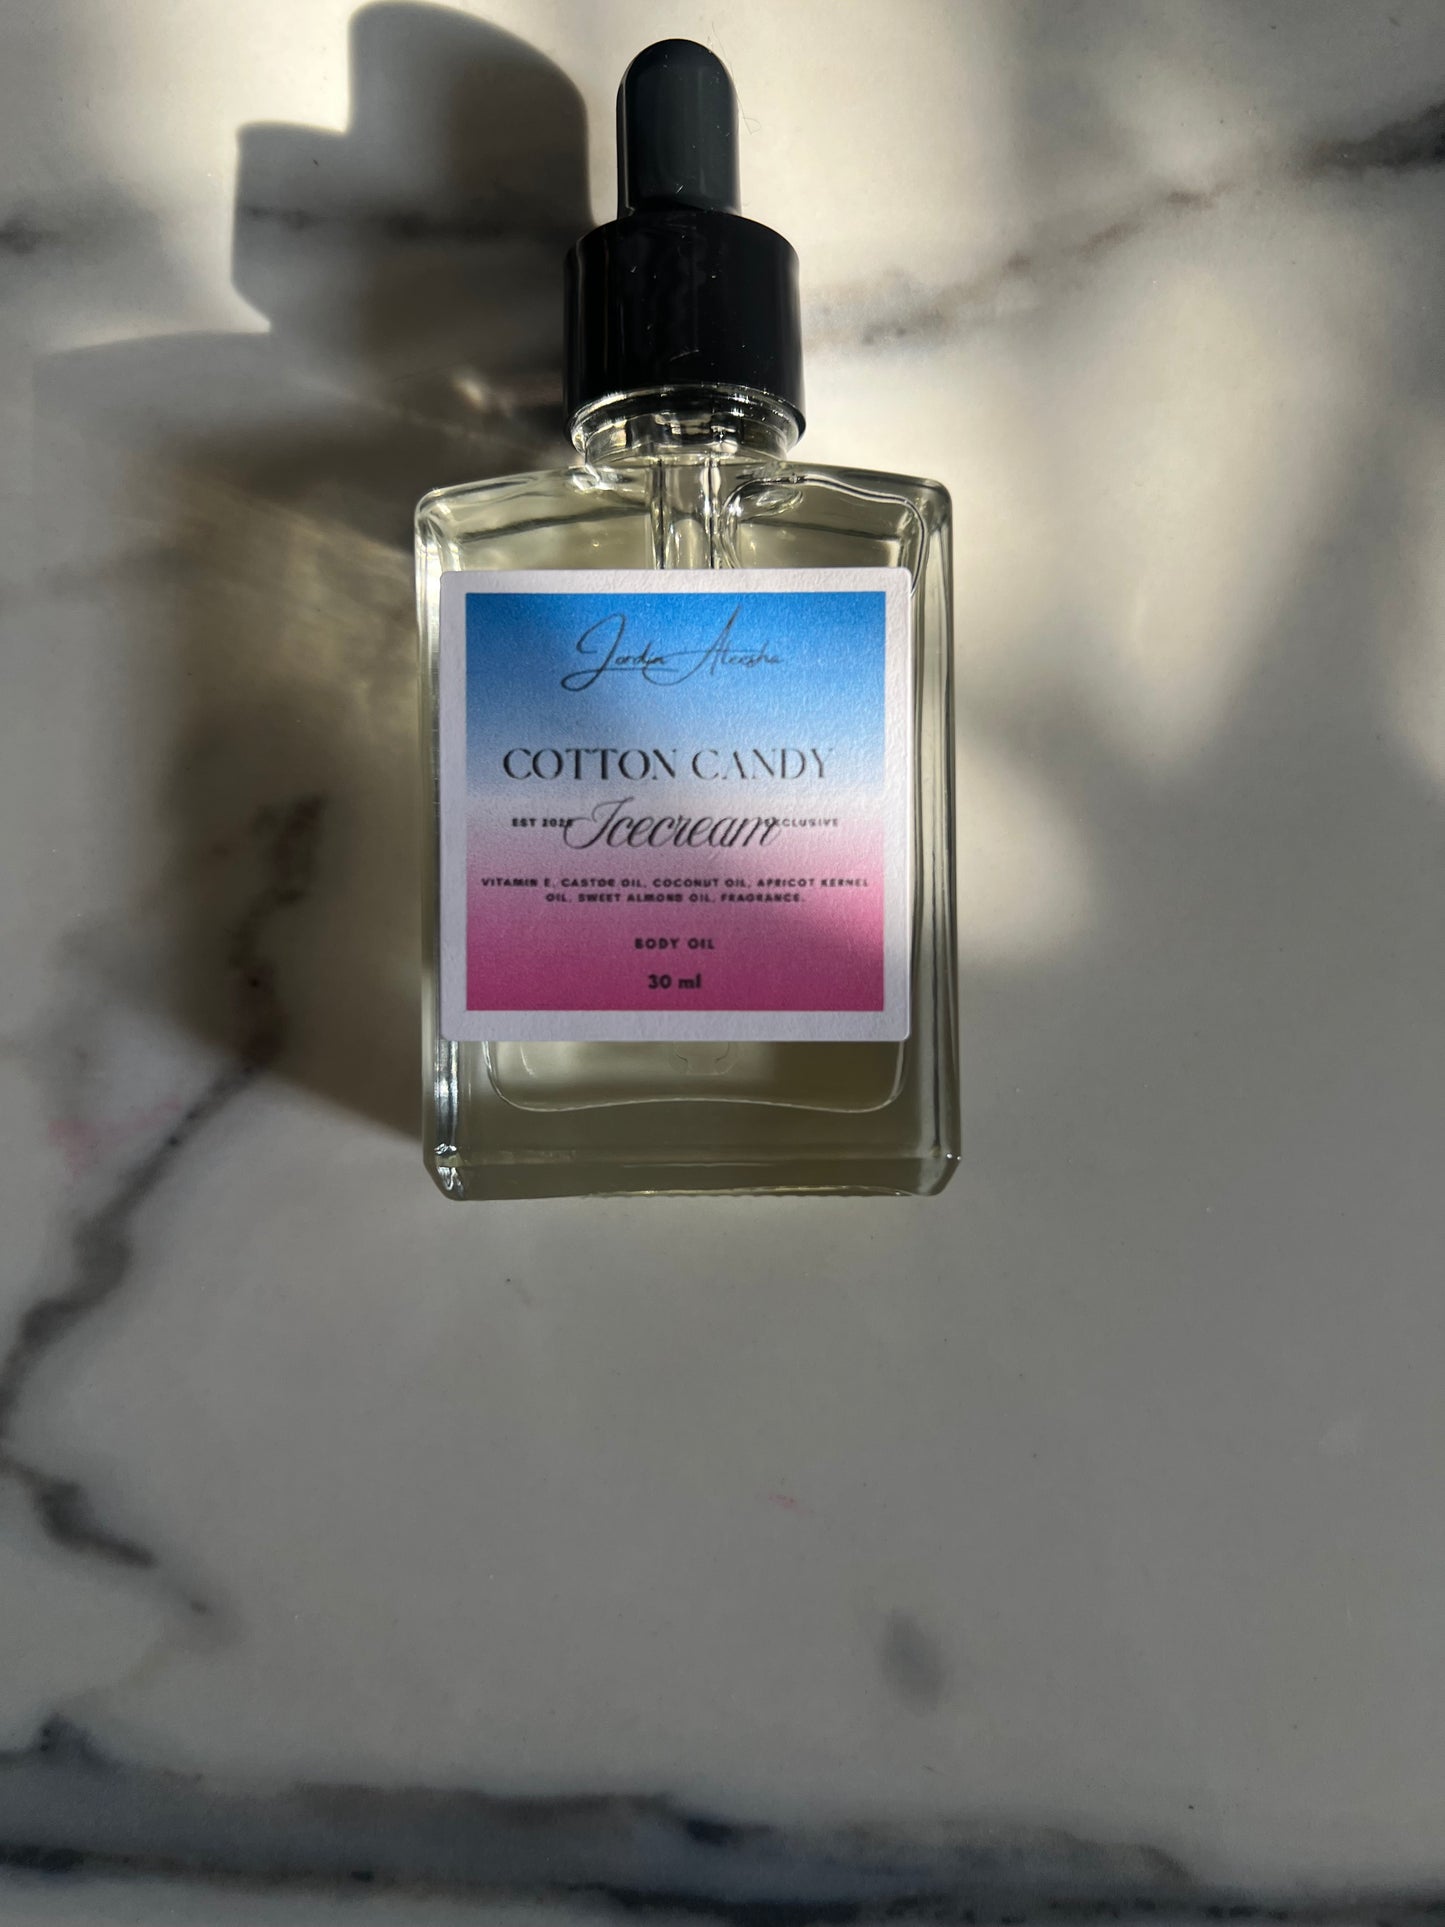 Jordin Aleesha
COTTON CANDY
EST 202 Icecream EXCLUSIVE
VITAMIN E, CASTOR OIL, COCONUT OIL, APRICOT KERNEL
OIL, SWEET ALMOND OIL, FRAGRANCE.
BODY OIL
30 ml